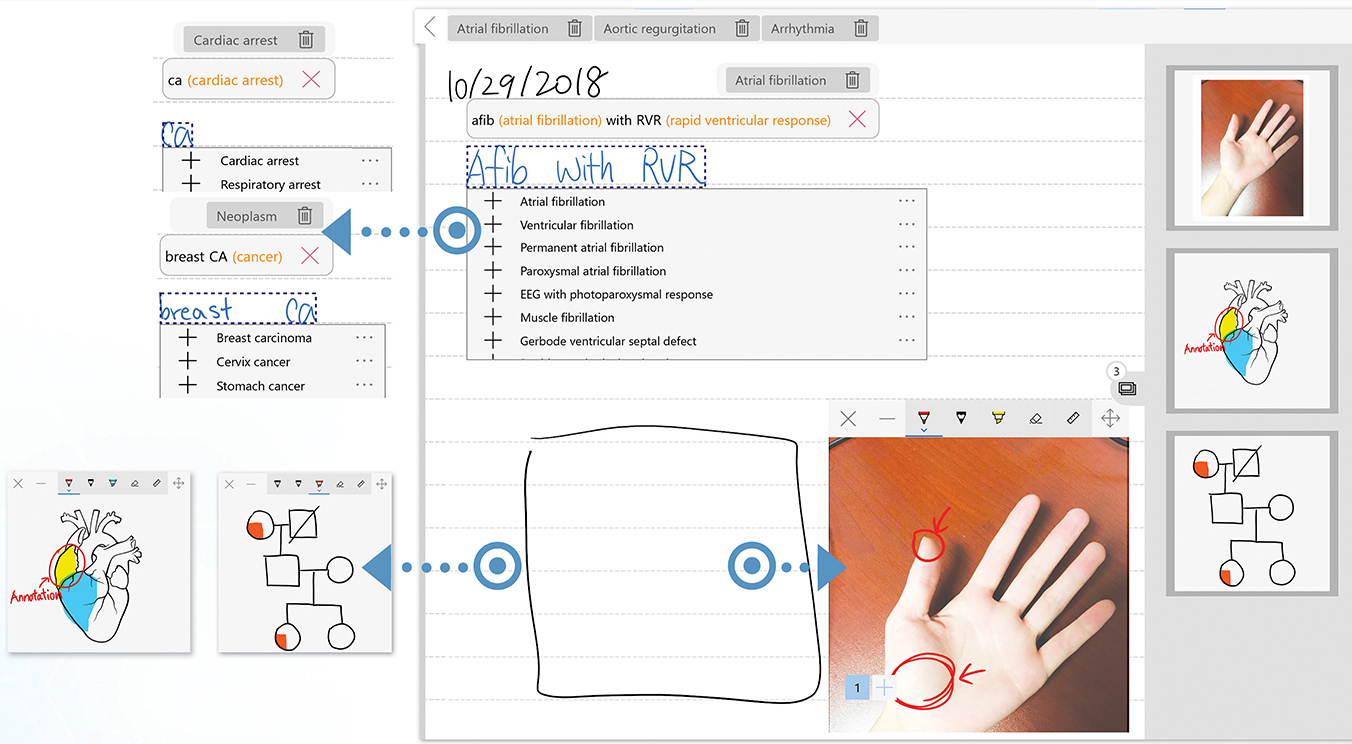 Cardiac arrest
ca (cardiac arrest)
ca
Cardiac arrest
Respiratory arrest
Neoplasm
breast CA (cancer)
breast ca
Breast carcinoma
Cervix cancer
Stomach cancer
Annotation
Atrial fibrillation
Aortic regurgitation
Arrhythmia
10/29/2018
Atrial fibrillation
afib (atrial fibrillation) with RVR (rapid ventricular response)
Afib with RVR
Atrial fibrillation
Ventricular fibrillation
Permanent atrial fibrillation
Paroxysmal atrial fibrillation
EEG with photoparoxysmal response
Muscle fibrillation
Gerbode ventricular septal defect
3
1
Annotation